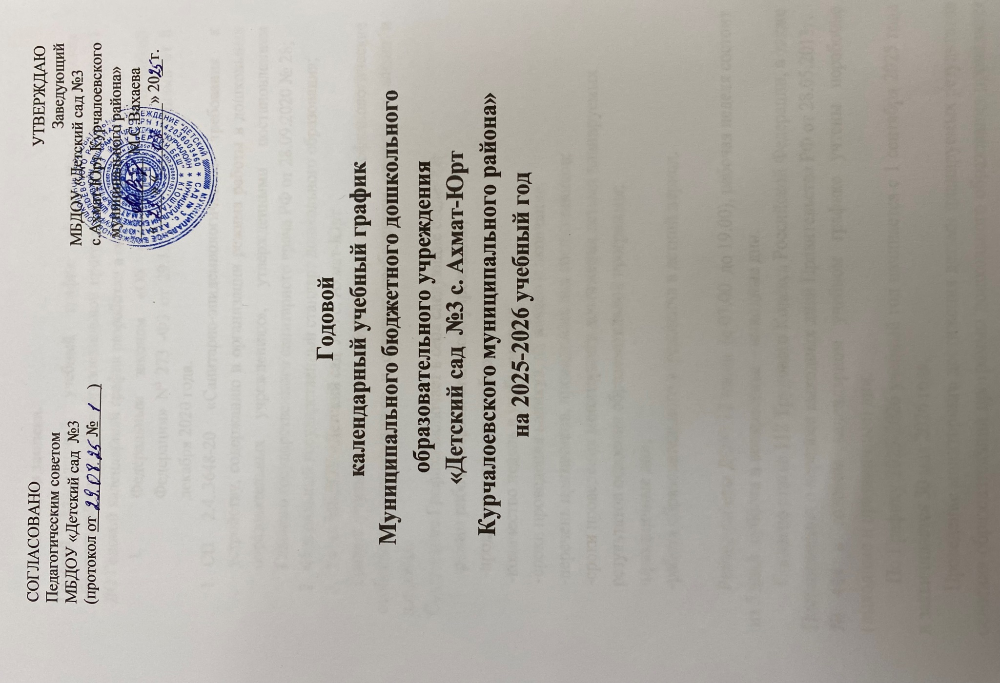 СОГЛАСОВАНО
Педагогическим советом
МБДОУ «Детский сад №3
(протокол от 29.08.25 № 1 )
УТВЕРЖДАЮ
Заведующий
МБДОУ «Детский сад №3
с.Ахмат-Юрт Курчалоевского
муниципального района»
М.С.Вахаева
» 2025г.
Годовой
календарный учебный график
Муниципального бюджетного дошкольного
образовательного учреждения
«Детский сад №3 с. Ахмат-Юрт
Курчалоевского муниципального района»
на 2025-2026 учебный год